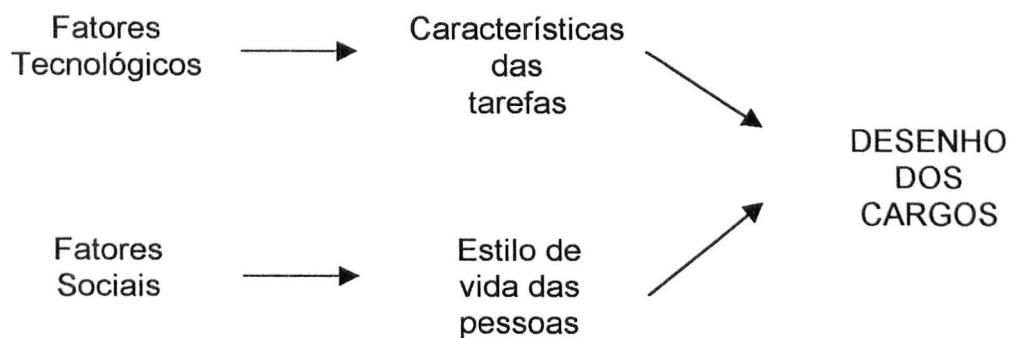 Fatores
Tecnológicos
Características
das
tarefas
DESENHO
DOS
CARGOS
Fatores
Sociais
Estilo de
vida das
pessoas